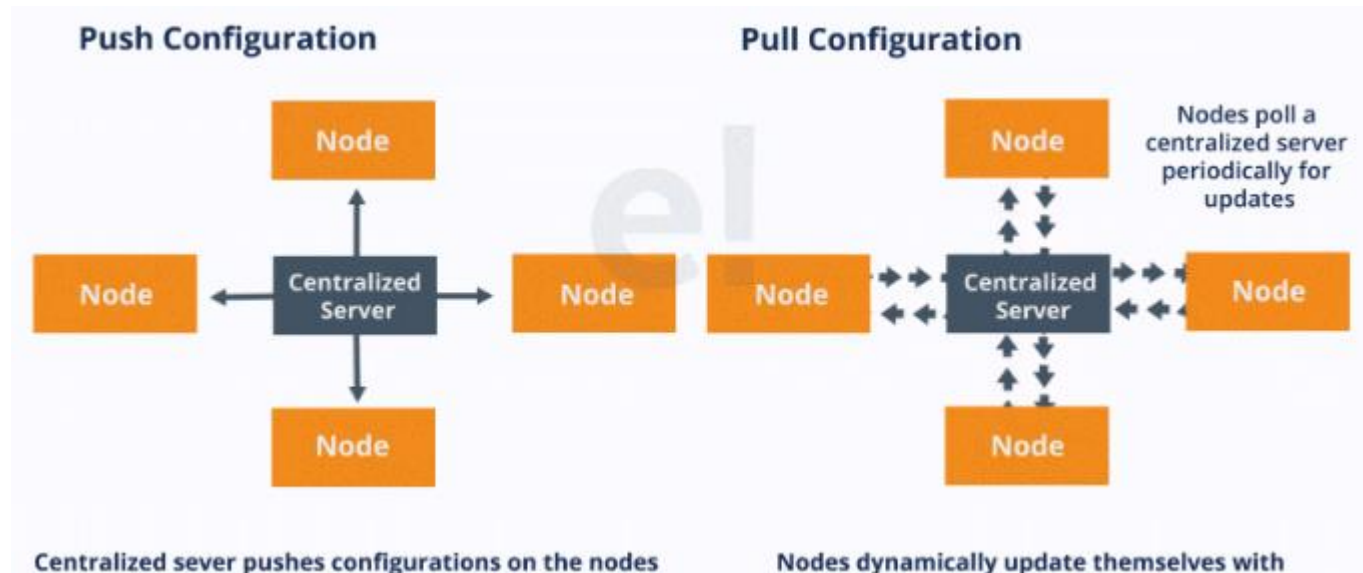 Push Configuration
Node
Node
Centralized
Server
Node
Node
Centralized sever pushes configurations on the nodes
Pull Configuration
Node
Nodes poll a
centralized server
periodically for
updates
Node
Centralized
Server
Node
Node
Nodes dynamically update themselves with
e!